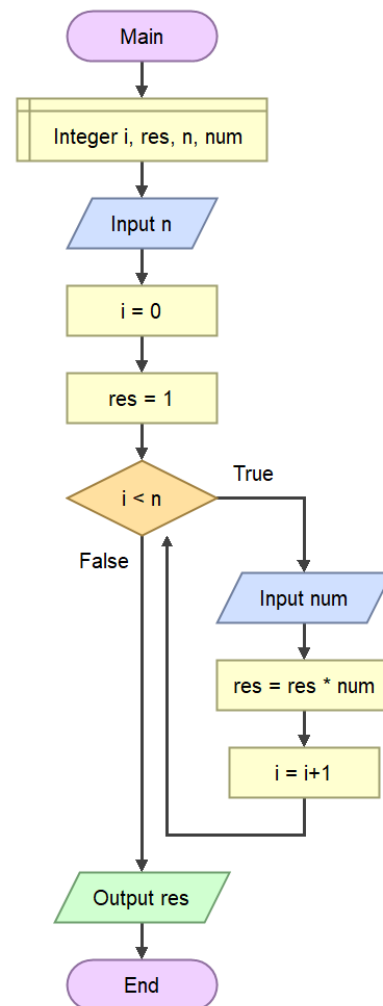 Main
Integer i, res, n, num
Input n
i = 0
res = 1
i < n
True
False
Input num
res = res * num
i = i+1
Output res
End